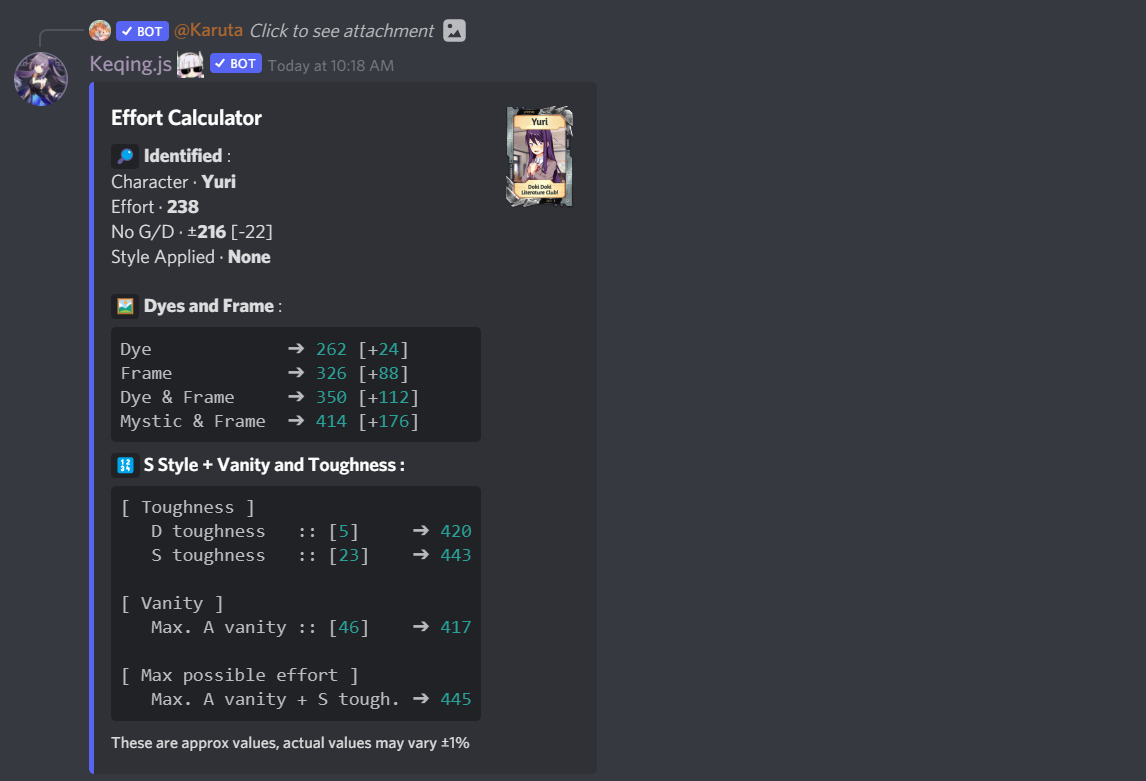 ✓ BOT @Karuta Click to see attachment
Keqing.js ✓ BOT Today at 10:18 AM
Effort Calculator
Identified :
Character · Yuri
Effort · 238
No G/D · ±216 [-22]
Style Applied · None
Yuri
Doki Doki
Literature Club!
Dyes and Frame :
Dye ➔ 262 [+24]
Frame ➔ 326 [+88]
Dye & Frame ➔ 350 [+112]
Mystic & Frame ➔ 414 [+176]
S Style + Vanity and Toughness :
[ Toughness ]
D toughness :: [5] ➔ 420
S toughness :: [23] ➔ 443
[ Vanity ]
Max. A vanity :: [46] ➔ 417
[ Max possible effort ]
Max. A vanity + S tough. ➔ 445
These are approx values, actual values may vary ±1%